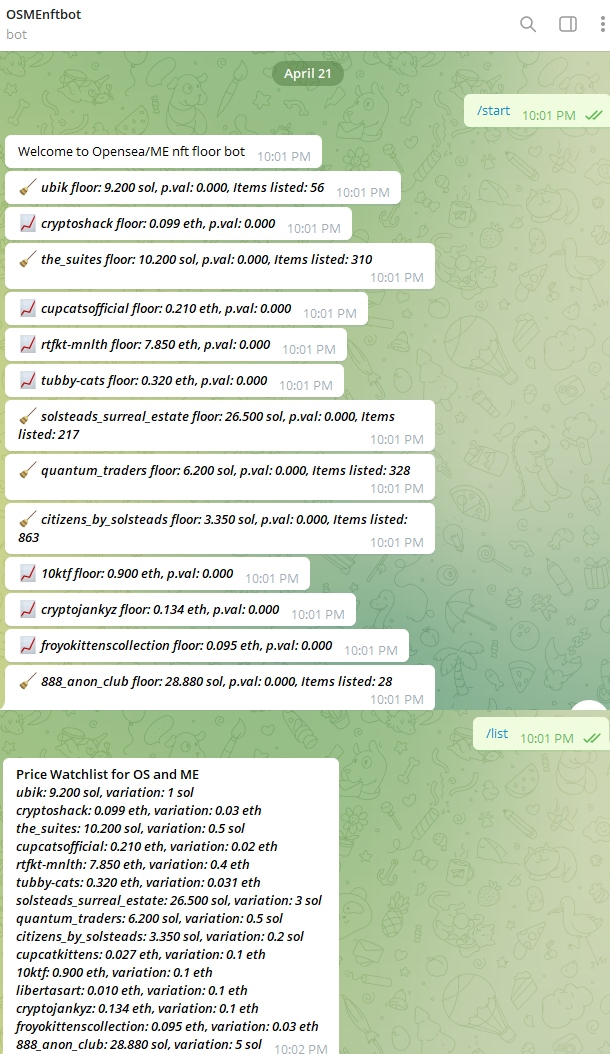 OSMEnftbot
bot
April 21
/start 10:01 PM
Welcome to Opensea/ME nft floor bot 10:01 PM
ubik floor: 9.200 sol, p.val: 0.000, Items listed: 56 10:01 PM
cryptoshack floor: 0.099 eth, p.val: 0.000 10:01 PM
the_suites floor: 10.200 sol, p.val: 0.000, Items listed: 310
10:01 PM
cupcatsofficial floor: 0.210 eth, p.val: 0.000 10:01 PM
rtfkt-mnlth floor: 7.850 eth, p.val: 0.000 10:01 PM
tubby-cats floor: 0.320 eth, p.val: 0.000 10:01 PM
solsteads_surreal_estate floor: 26.500 sol, p.val: 0.000, Items
listed: 217 10:01 PM
quantum_traders floor: 6.200 sol, p.val: 0.000, Items listed: 328
10:01 PM
citizens_by_solsteads floor: 3.350 sol, p.val: 0.000, Items listed:
863 10:01 PM
10ktf floor: 0.900 eth, p.val: 0.000 10:01 PM
cryptojankyz floor: 0.134 eth, p.val: 0.000 10:01 PM
froyokittenscollection floor: 0.095 eth, p.val: 0.000 10:01 PM
888_anon_club floor: 28.880 sol, p.val: 0.000, Items listed: 28
10:01 PM
/list 10:01 PM
Price Watchlist for OS and ME
ubik: 9.200 sol, variation: 1 sol
cryptoshack: 0.099 eth, variation: 0.03 eth
the_suites: 10.200 sol, variation: 0.5 sol
cupcatsofficial: 0.210 eth, variation: 0.02 eth
rtfkt-mnlth: 7.850 eth, variation: 0.4 eth
tubby-cats: 0.320 eth, variation: 0.031 eth
solsteads_surreal_estate: 26.500 sol, variation: 3 sol
quantum_traders: 6.200 sol, variation: 0.5 sol
citizens_by_solsteads: 3.350 sol, variation: 0.2 sol
cupcatkittens: 0.027 eth, variation: 0.1 eth
10ktf: 0.900 eth, variation: 0.1 eth
libertasart: 0.010 eth, variation: 0.1 eth
cryptojankyz: 0.134 eth, variation: 0.1 eth
froyokittenscollection: 0.095 eth, variation: 0.03 eth
888_anon_club: 28.880 sol, variation: 5 sol 10:02 PM